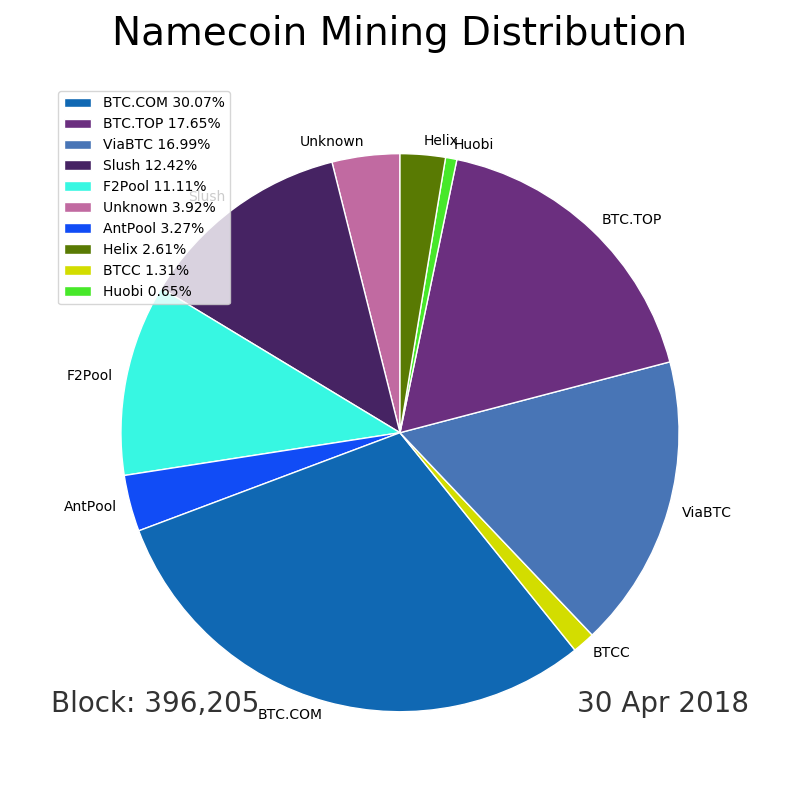 Namecoin Mining Distribution
BTC.COM 30.07%
BTC.TOP 17.65%
ViaBTC 16.99%
Slush 12.42%
F2Pool 11.11%
Unknown 3.92%
AntPool 3.27%
Helix 2.61%
BTCC 1.31%
Huobi 0.65%
Unknown
Helix
Huobi
Slush
BTC.TOP
F2Pool
AntPool
ViaBTC
BTCC
BTC.COM
Block: 396,205
30 Apr 2018